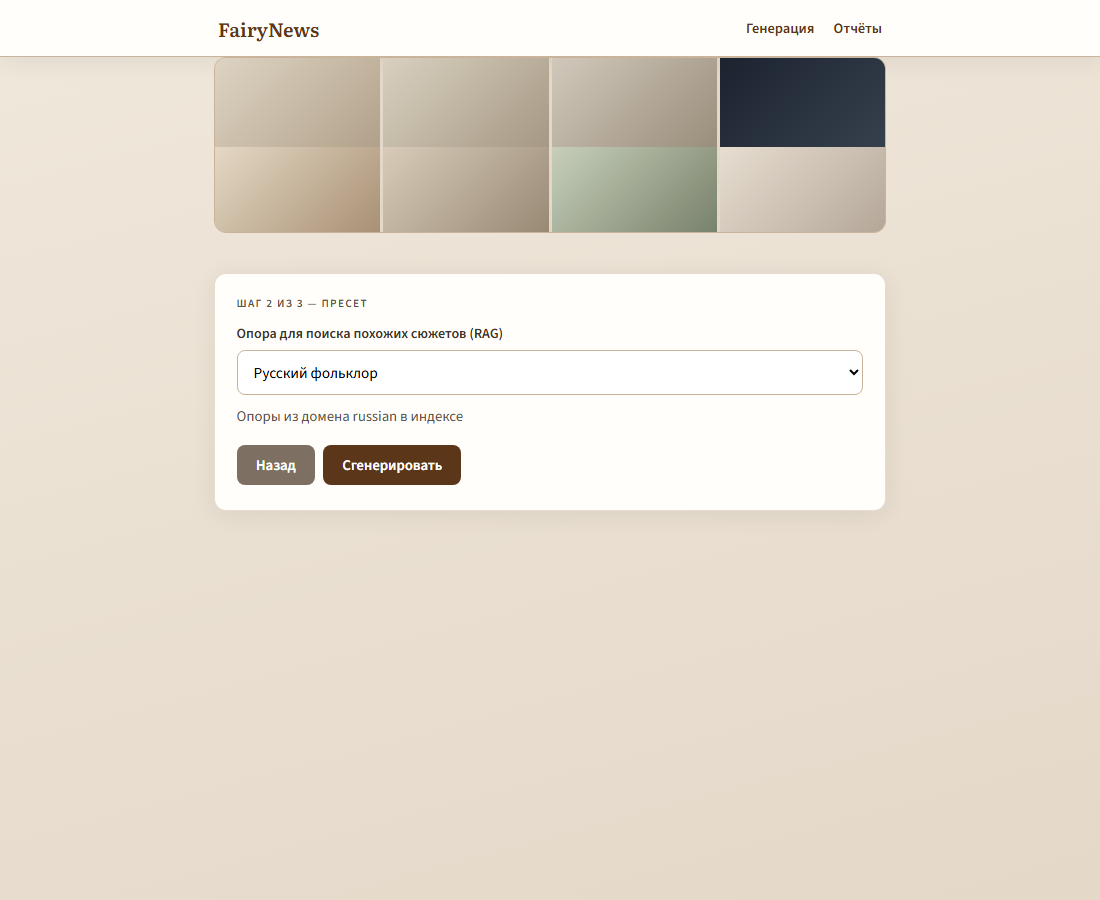 FairyNews
Генерация
Отчёты
ШАГ 2 ИЗ 3 — ПРЕСЕТ
Опора для поиска похожих сюжетов (RAG)
Русский фольклор
Опоры из домена russian в индексе
Назад
Сгенерировать